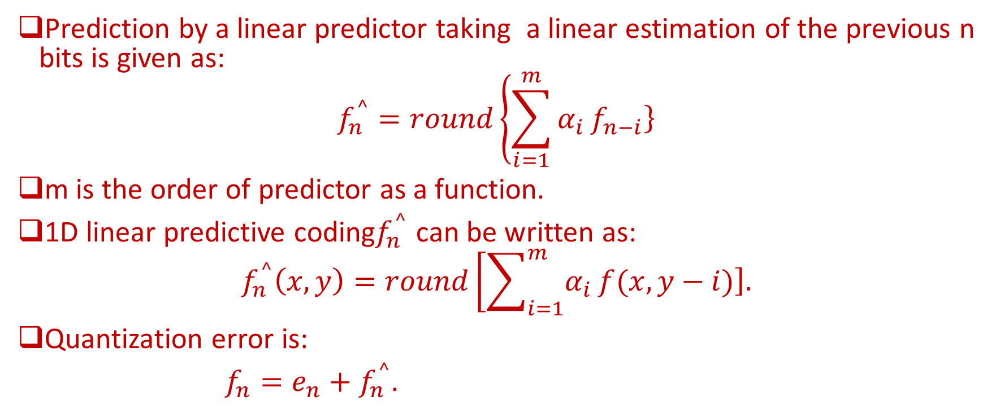 ❑Prediction by a linear predictor taking a linear estimation of the previous n
bits is given as:
$f_n^{\wedge} = round \left\{ \sum_{i=1}^{m} \alpha_i f_{n-i} \right\}$
❑m is the order of predictor as a function.
❑1D linear predictive coding$f_n^{\wedge}$ can be written as:
$f_n^{\wedge}(x, y) = round \left[ \sum_{i=1}^{m} \alpha_i f(x, y - i) \right].$
❑Quantization error is:
$f_n = e_n + f_n^{\wedge}.$